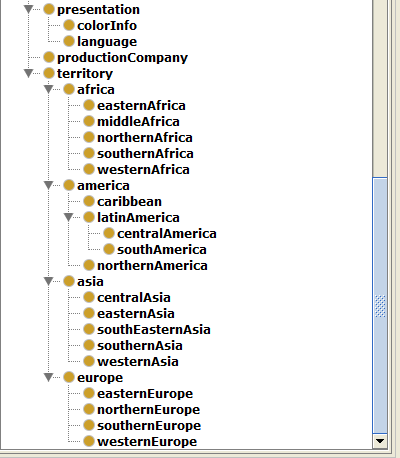 presentation
colorInfo
language
productionCompany
territory
africa
easternAfrica
middleAfrica
northernAfrica
southernAfrica
westernAfrica
america
caribbean
latinAmerica
centralAmerica
southAmerica
northernAmerica
asia
centralAsia
easternAsia
southEasternAsia
southernAsia
westernAsia
europe
easternEurope
northernEurope
southernEurope
westernEurope